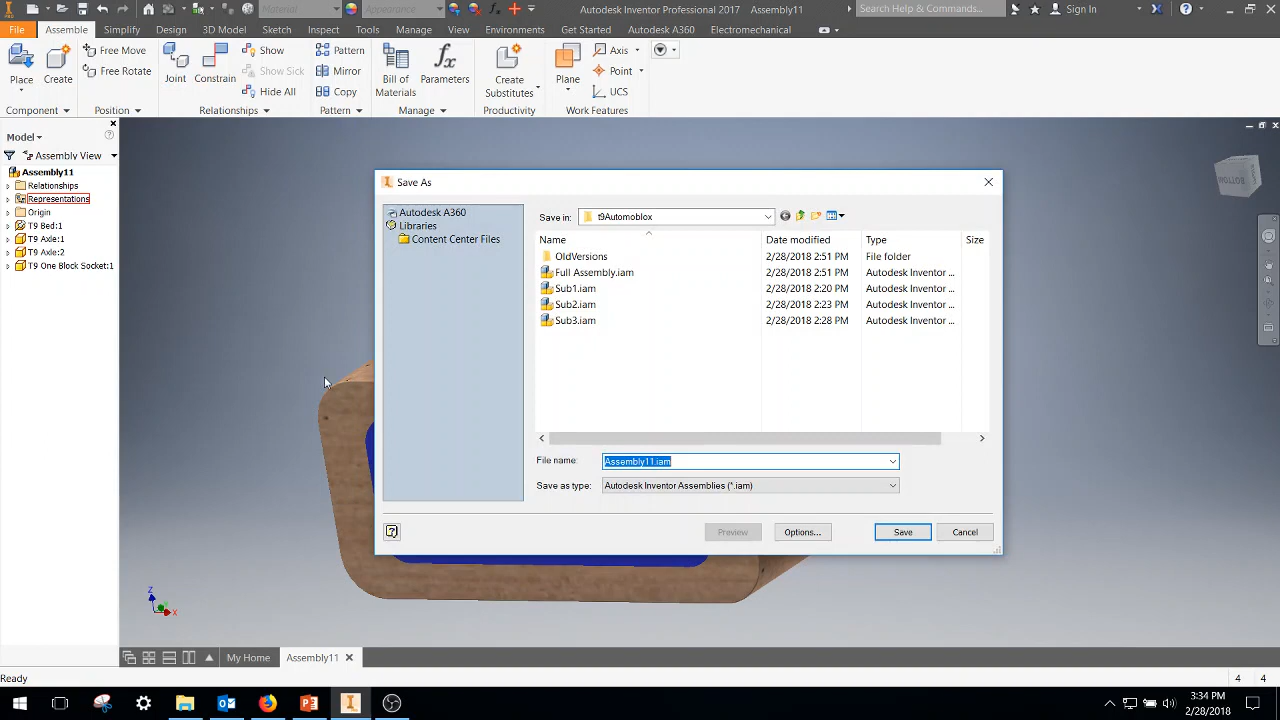 Material Appearance Autodesk Inventor Professional 2017 Assembly11 Search Help & Commands... Sign In
File Assemble Simplify Design 3D Model Sketch Inspect Tools Manage View Environments Get Started Autodesk A360 Electromechanical
Free Move Show Pattern Axis
Free Rotate Show Sick Mirror Point
Place Create Joint Constrain Hide All Copy Bill of Materials Parameters Create Substitutes Plane UCS
Component Position Relationships Pattern Manage Productivity Work Features
Model
Assembly View
Assembly11
Relationships
Representations
Origin
T9 Bed:1
T9 Axle:1
T9 Axle:2
T9 One Block Socket:1
BOTTOM
Save As
Autodesk A360
Libraries
Content Center Files
Save in: t9Automoblox
Name Date modified Type Size
OldVersions 2/28/2018 2:51 PM File folder
Full Assembly.iam 2/28/2018 2:51 PM Autodesk Inventor ...
Sub1.iam 2/28/2018 2:20 PM Autodesk Inventor ...
Sub2.iam 2/28/2018 2:23 PM Autodesk Inventor ...
Sub3.iam 2/28/2018 2:28 PM Autodesk Inventor ...
File name: Assembly11.iam
Save as type: Autodesk Inventor Assemblies (*.iam)
Preview Options... Save Cancel
Z
X
My Home Assembly11
Ready 4 4
3:34 PM
2/28/2018